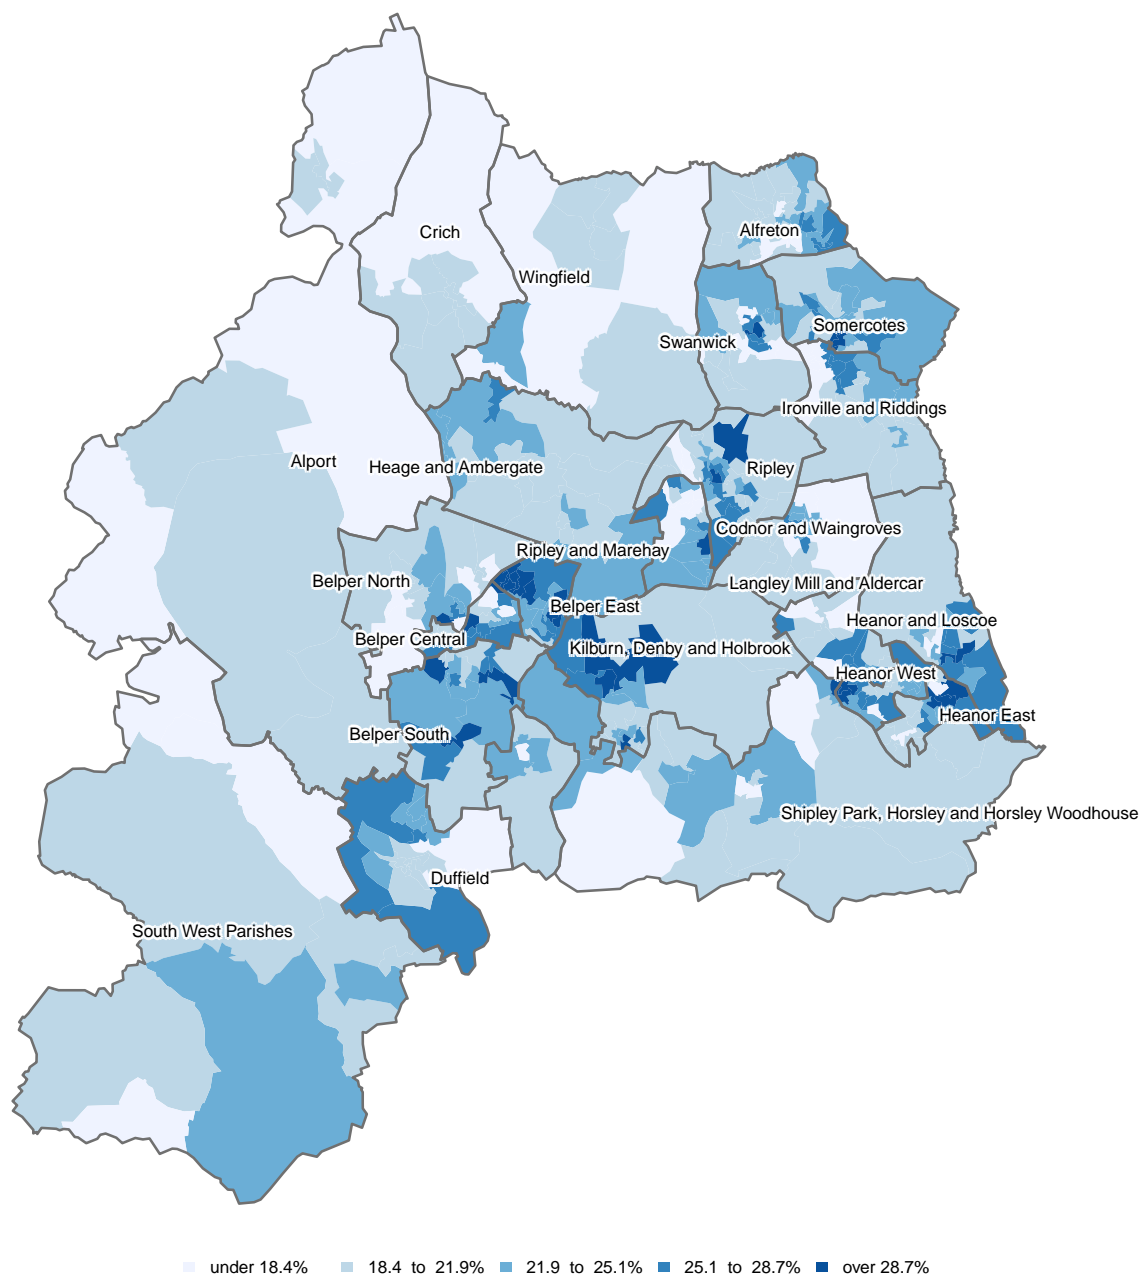 Crich
Alfreton
Wingfield
Somercotes
Swanwick
Ironville and Riddings
Alport
Heage and Ambergate
Ripley
Codnor and Waingroves
Ripley and Marehay
Belper North
Langley Mill and Aldercar
Belper East
Heanor and Loscoe
Belper Central
Kilburn, Denby and Holbrook
Heanor West
Heanor East
Belper South
Shipley Park, Horsley and Horsley Woodhouse
Duffield
South West Parishes
under 18.4% 18.4 to 21.9% 21.9 to 25.1% 25.1 to 28.7% over 28.7%